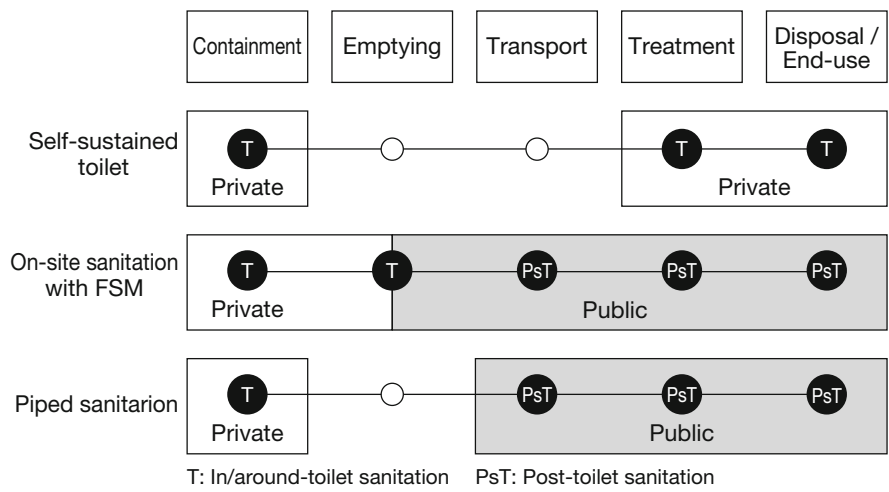 Containment
Emptying
Transport
Treatment
Disposal /
End-use
Self-sustained
toilet
T
T
T
Private
Private
On-site sanitation
with FSM
T
T
PsT
PsT
PsT
Private
Public
Piped sanitarion
T
PsT
PsT
PsT
Private
Public
T: In/around-toilet sanitation
PsT: Post-toilet sanitation